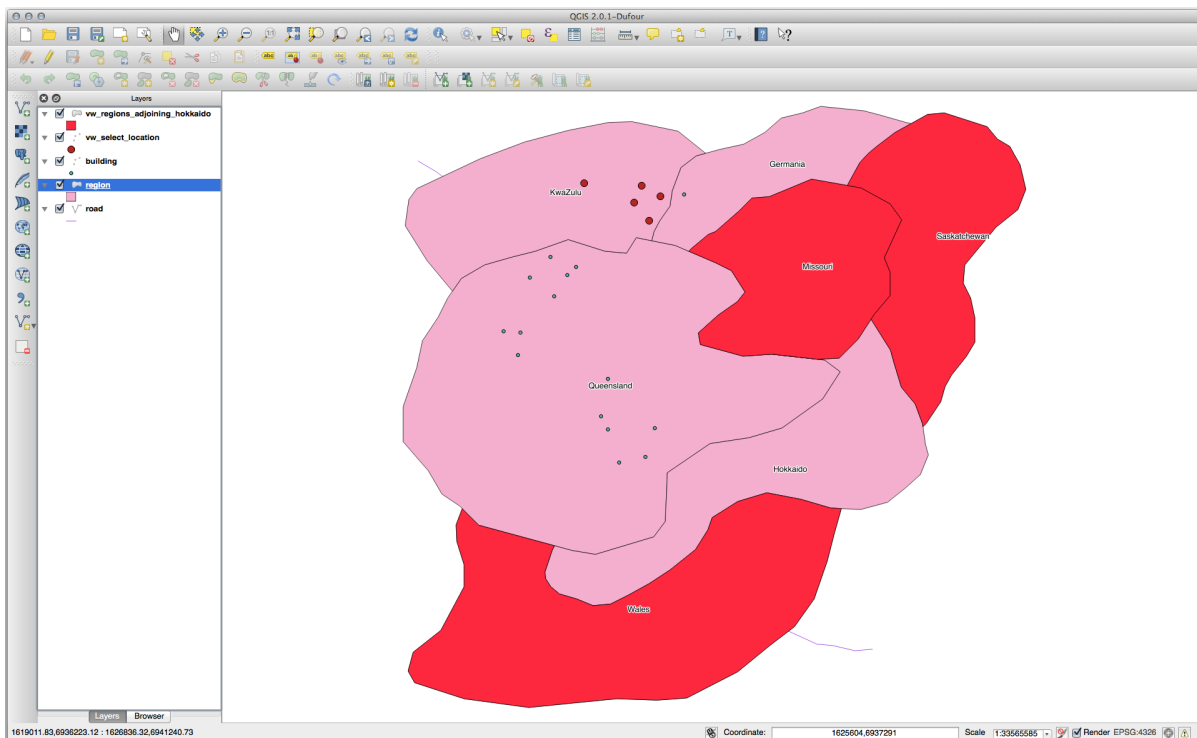 QGIS 2.0.1-Dufour
Layers
vw_regions_adjoining_hokkaido
vw_select_location
building
region
road
Germania
KwaZulu
Saskatchewan
Missouri
Queensland
Hokkaido
Wales
Layers Browser
1619011.83,6936223.12 : 1626836.32,6941240.73
Coordinate: 1625604,6937291 Scale 1:33565585 Render EPSG:4326